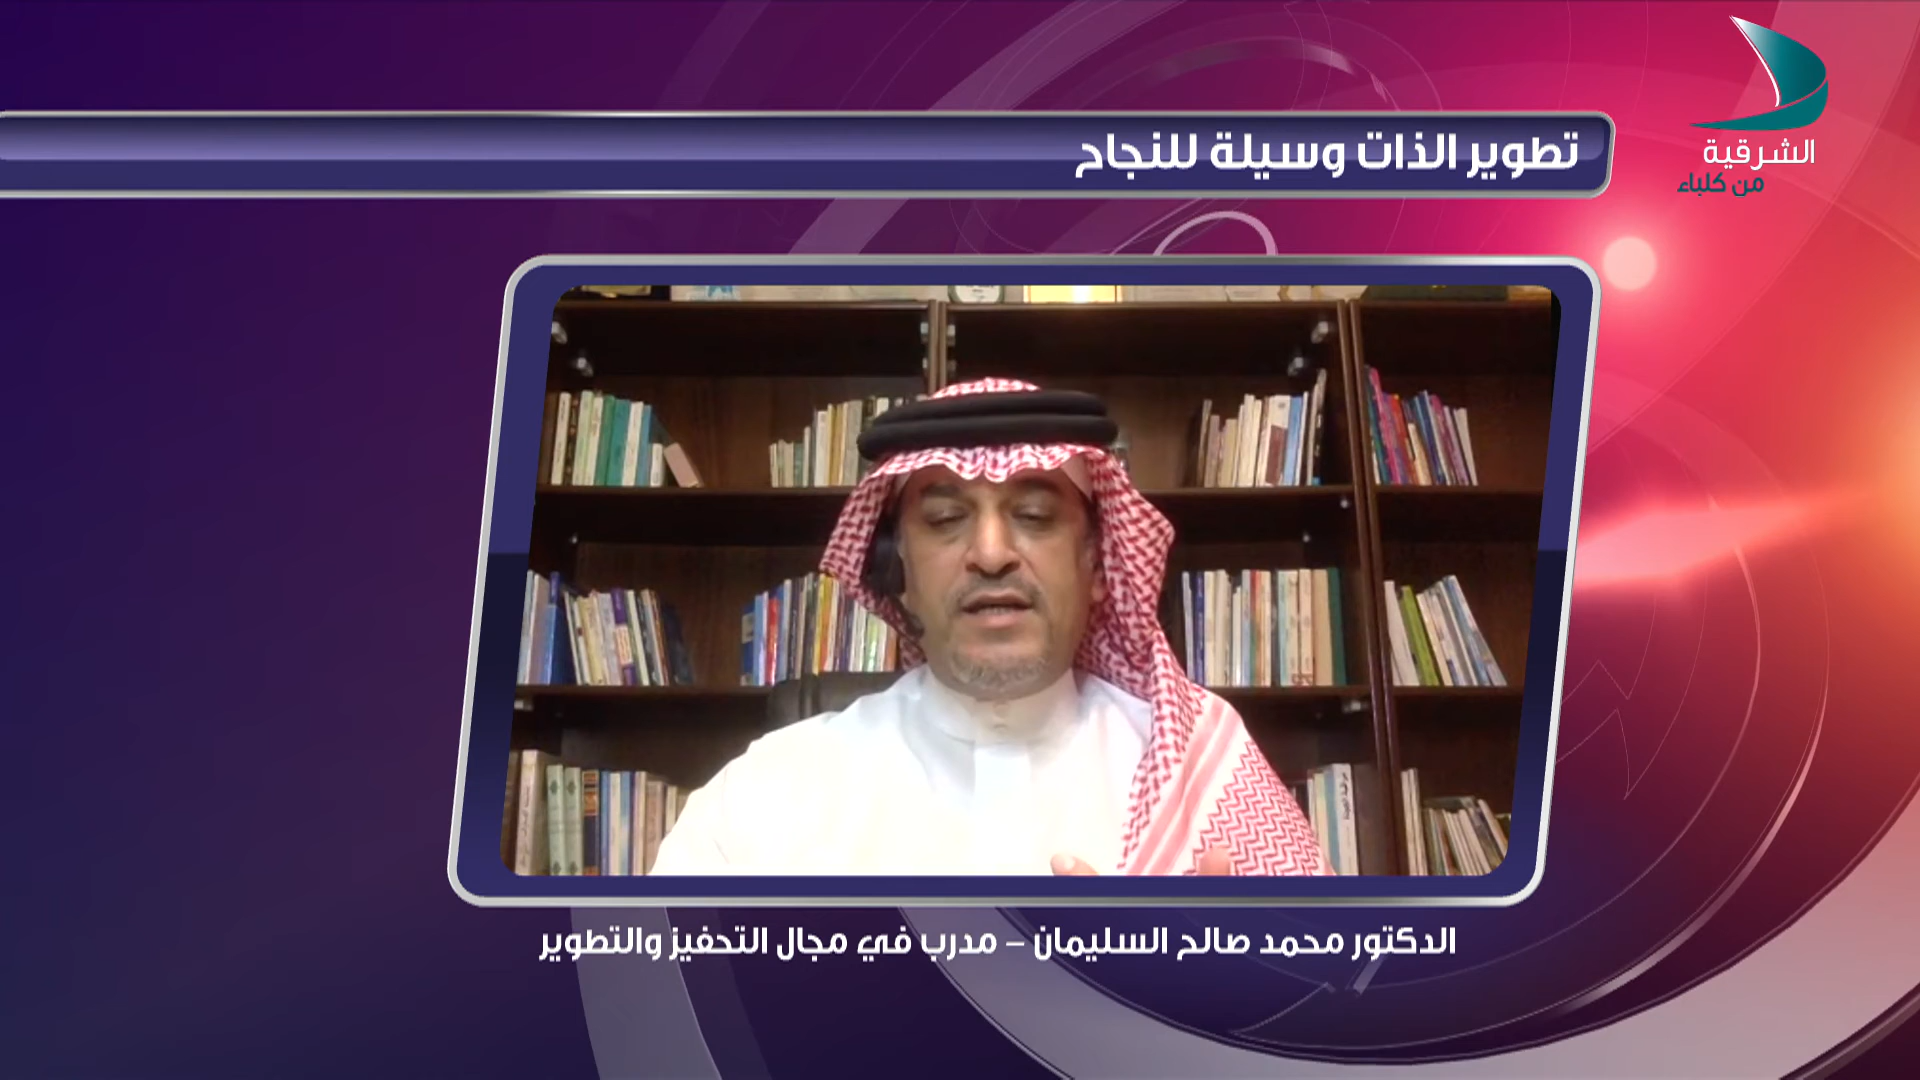 الشرقية
من كلباء
تطوير الذات وسيلة للنجاح
الدكتور محمد صالح السليمان – مدرب في مجال التحفيز والتطوير